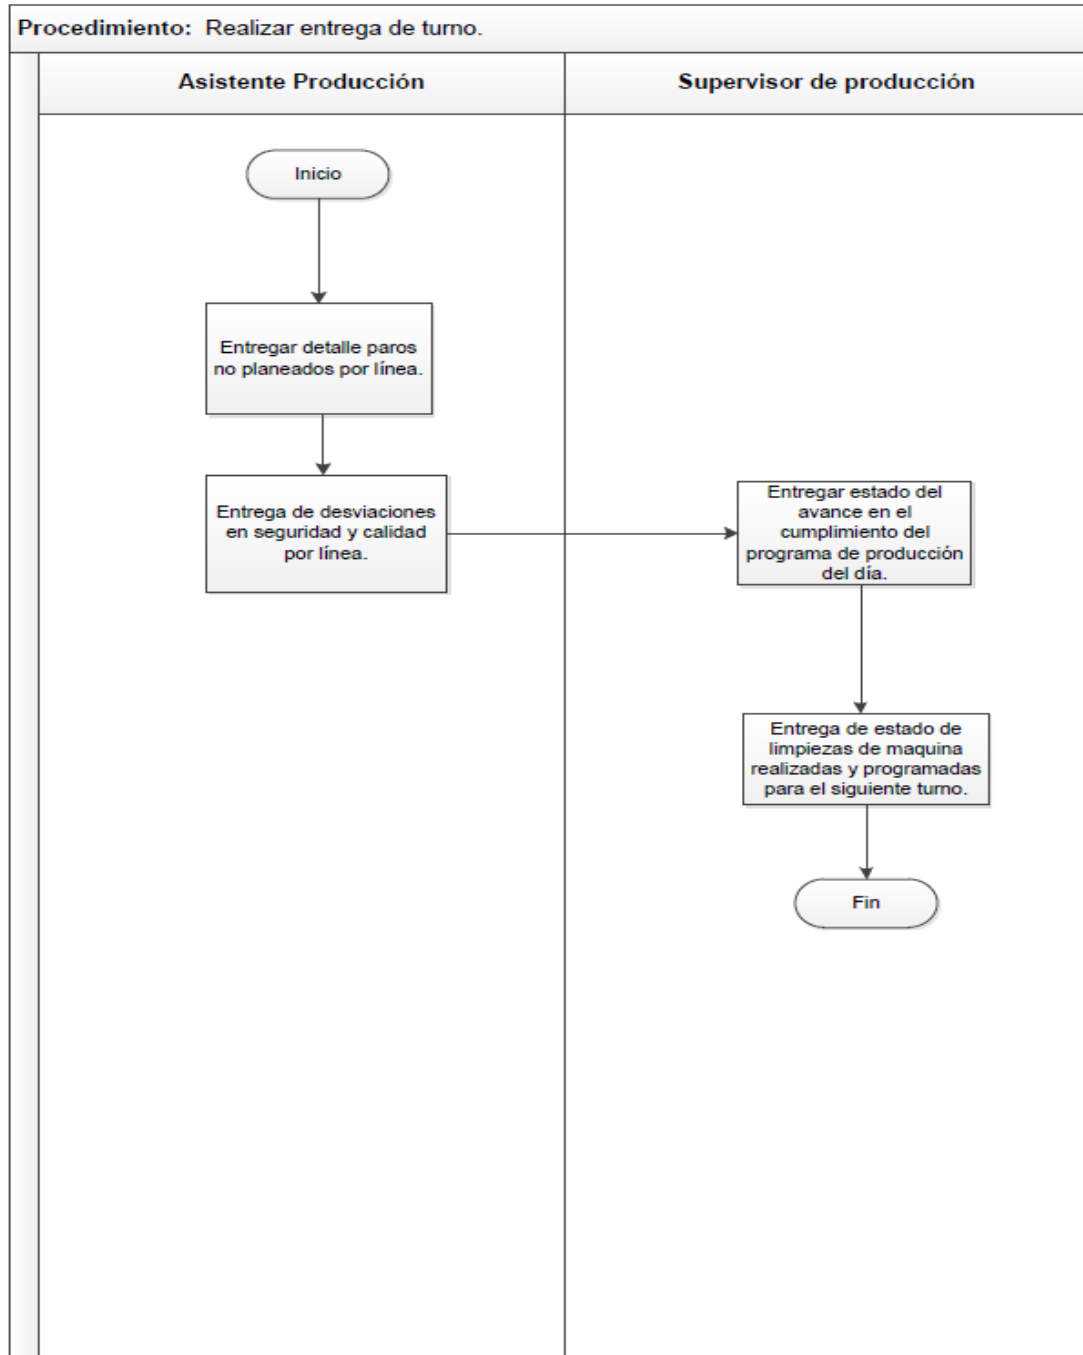 Procedimiento: Realizar entrega de turno.
Asistente Producción
Supervisor de producción
Inicio
Entregar detalle paros
no planeados por línea.
Entrega de desviaciones
en seguridad y calidad
por línea.
Entregar estado del
avance en el
cumplimiento del
programa de producción
del día.
Entrega de estado de
limpiezas de maquina
realizadas y programadas
para el siguiente turno.
Fin